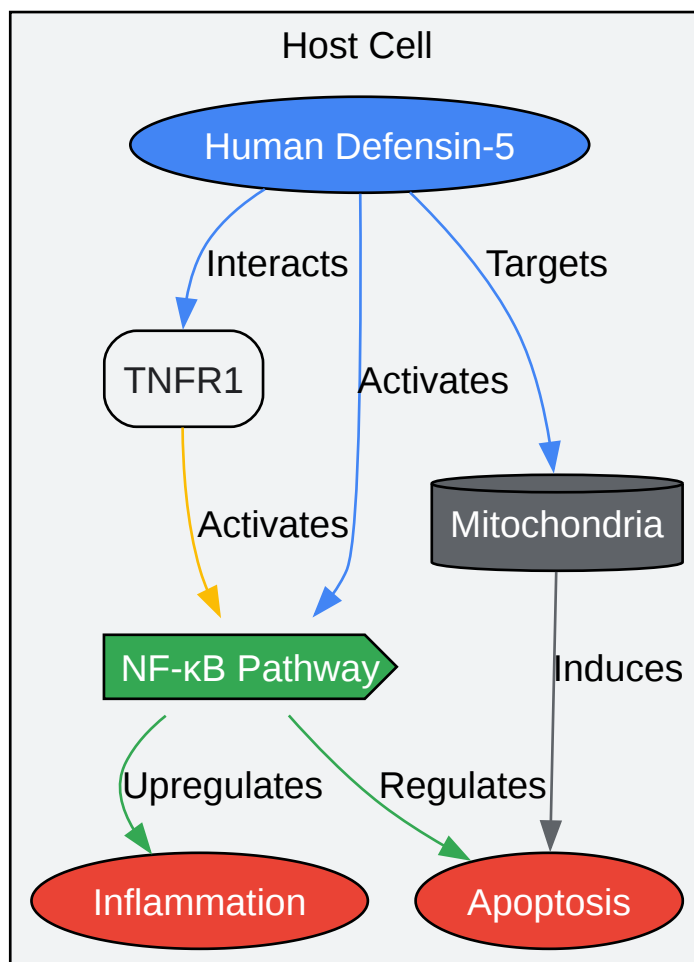 Host Cell
Human Defensin-5
Interacts
Targets
TNFR1
Activates
Activates
Mitochondria
NF-κB Pathway
Induces
Upregulates
Regulates
Inflammation
Apoptosis